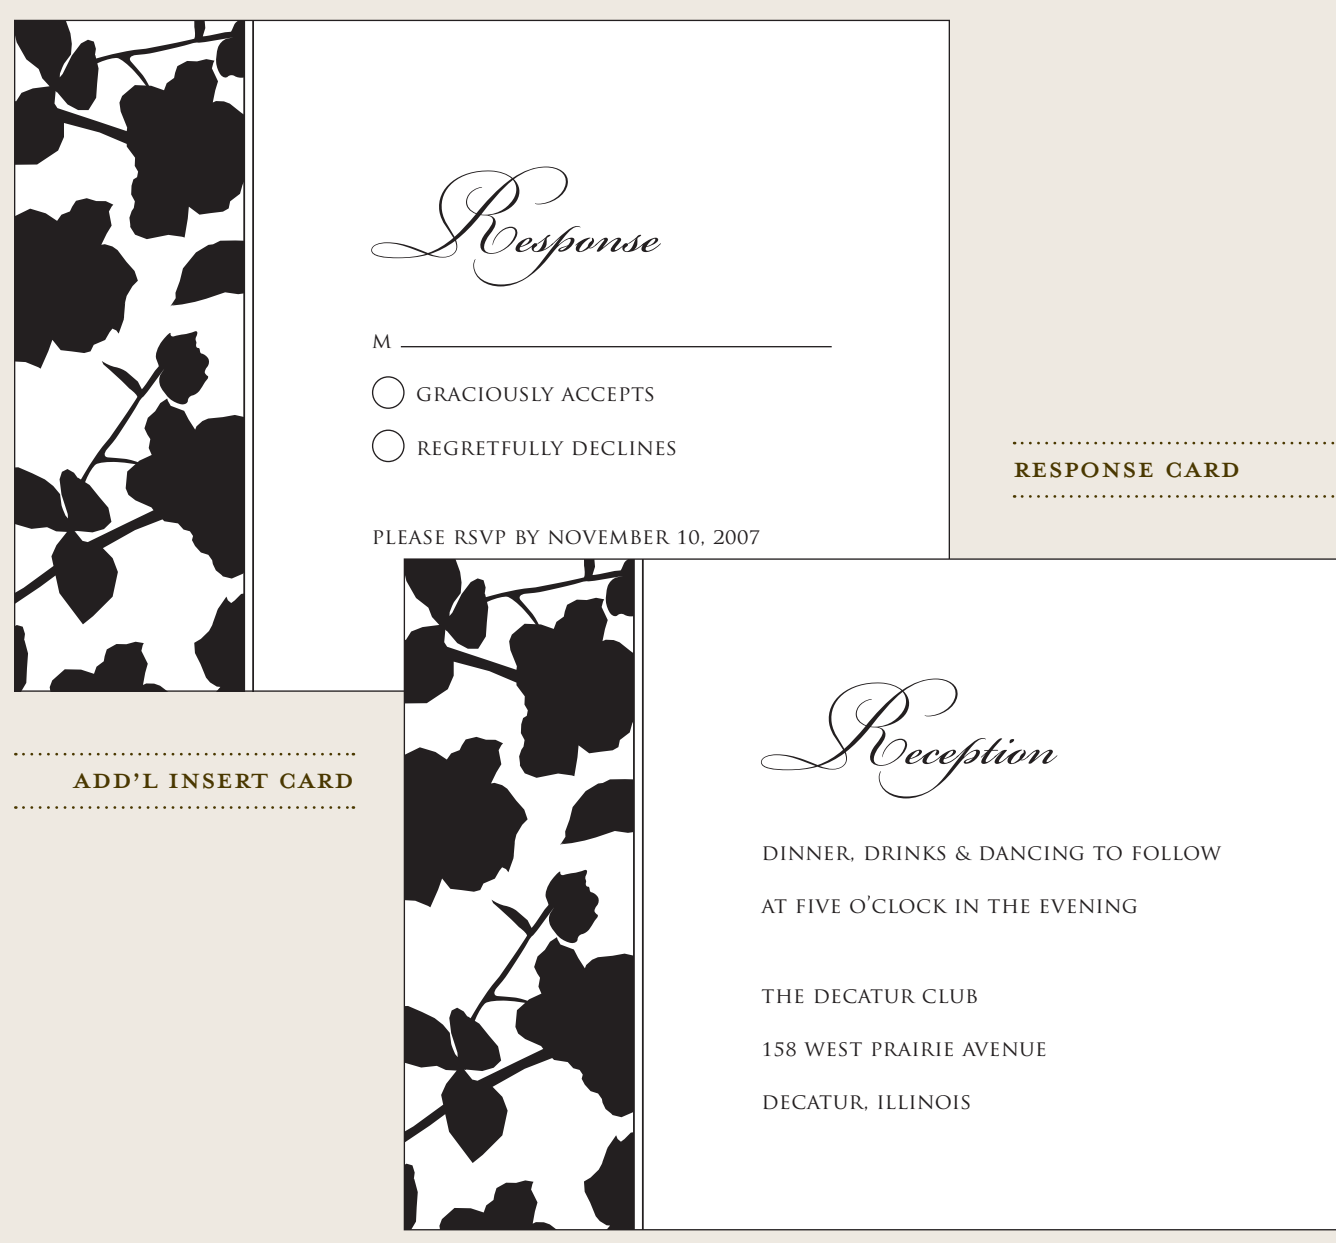 Response
M
GRACIOUSLY ACCEPTS
REGRETFULLY DECLINES
PLEASE RSVP BY NOVEMBER 10, 2007
RESPONSE CARD
ADD'L INSERT CARD
Reception
DINNER, DRINKS & DANCING TO FOLLOW
AT FIVE O'CLOCK IN THE EVENING
THE DECATUR CLUB
158 WEST PRAIRIE AVENUE
DECATUR, ILLINOIS